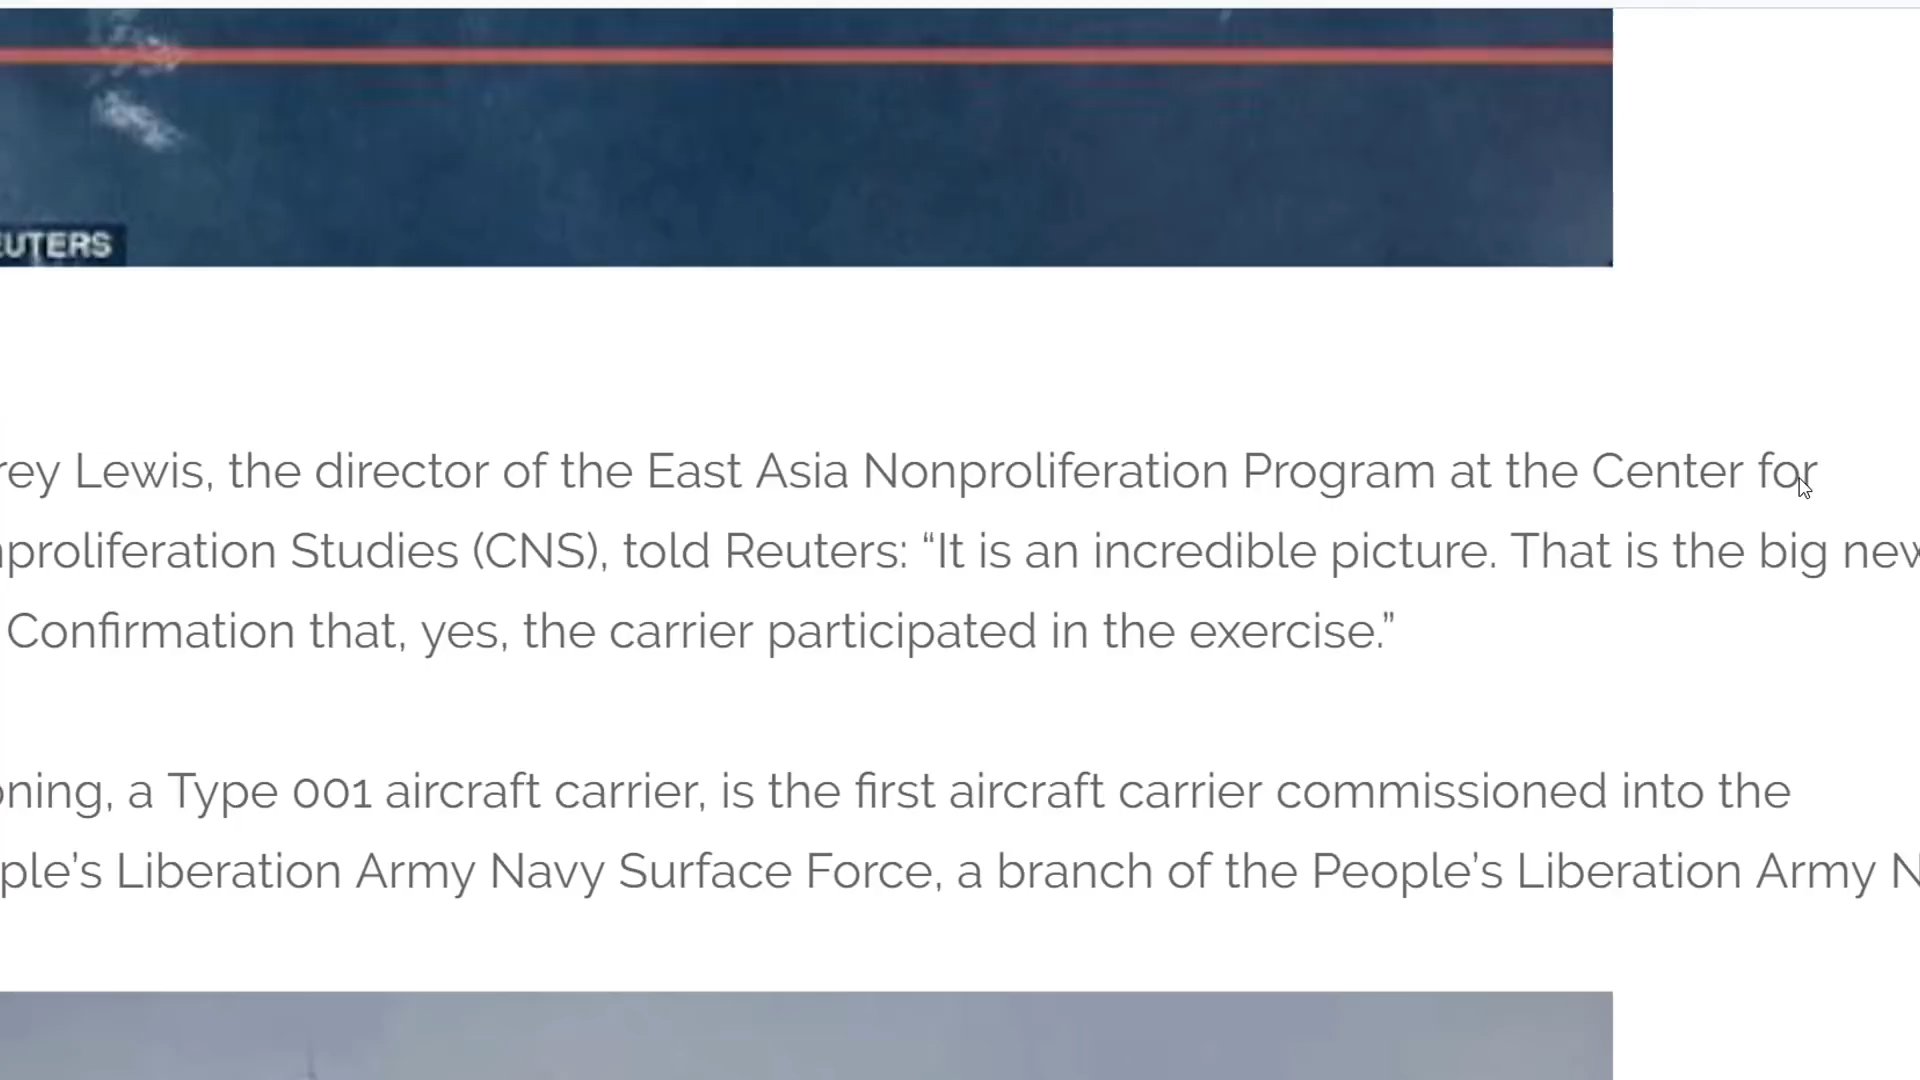 EUTERS
rey Lewis, the director of the East Asia Nonproliferation Program at the Center for
proliferation Studies (CNS), told Reuters: “It is an incredible picture. That is the big new
Confirmation that, yes, the carrier participated in the exercise.”
oning, a Type 001 aircraft carrier, is the first aircraft carrier commissioned into the
ple’s Liberation Army Navy Surface Force, a branch of the People’s Liberation Army N